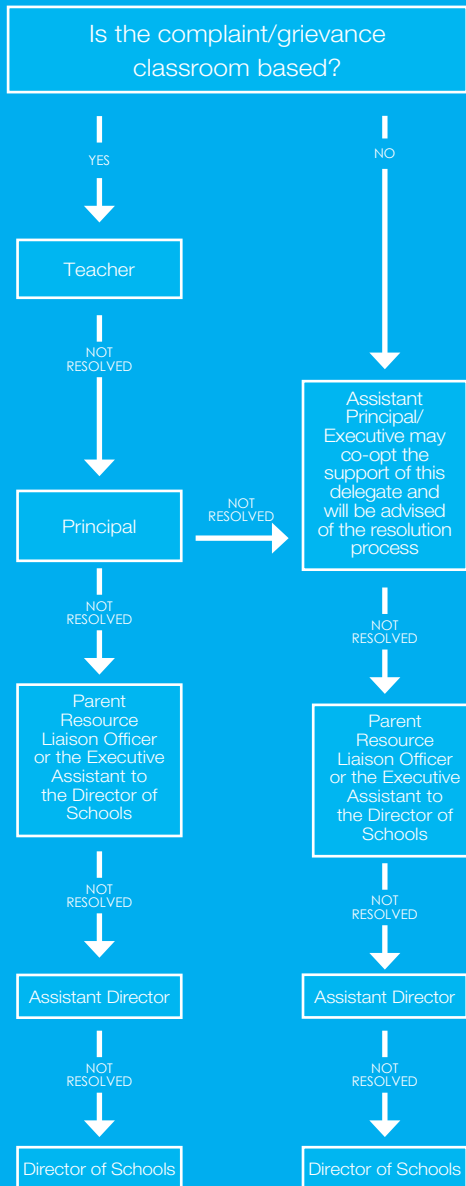 Is the complaint/grievance
classroom based?
YES
NO
Teacher
NOT
RESOLVED
Assistant
Principal/
Executive may
co-opt the
support of this
delegate and
will be advised
of the resolution
process
Principal
NOT
RESOLVED
NOT
RESOLVED
NOT
RESOLVED
Parent
Resource
Liaison Officer
or the Executive
Assistant to
the Director of
Schools
Parent
Resource
Liaison Officer
or the Executive
Assistant to
the Director of
Schools
NOT
RESOLVED
NOT
RESOLVED
Assistant Director
Assistant Director
NOT
RESOLVED
NOT
RESOLVED
Director of Schools
Director of Schools